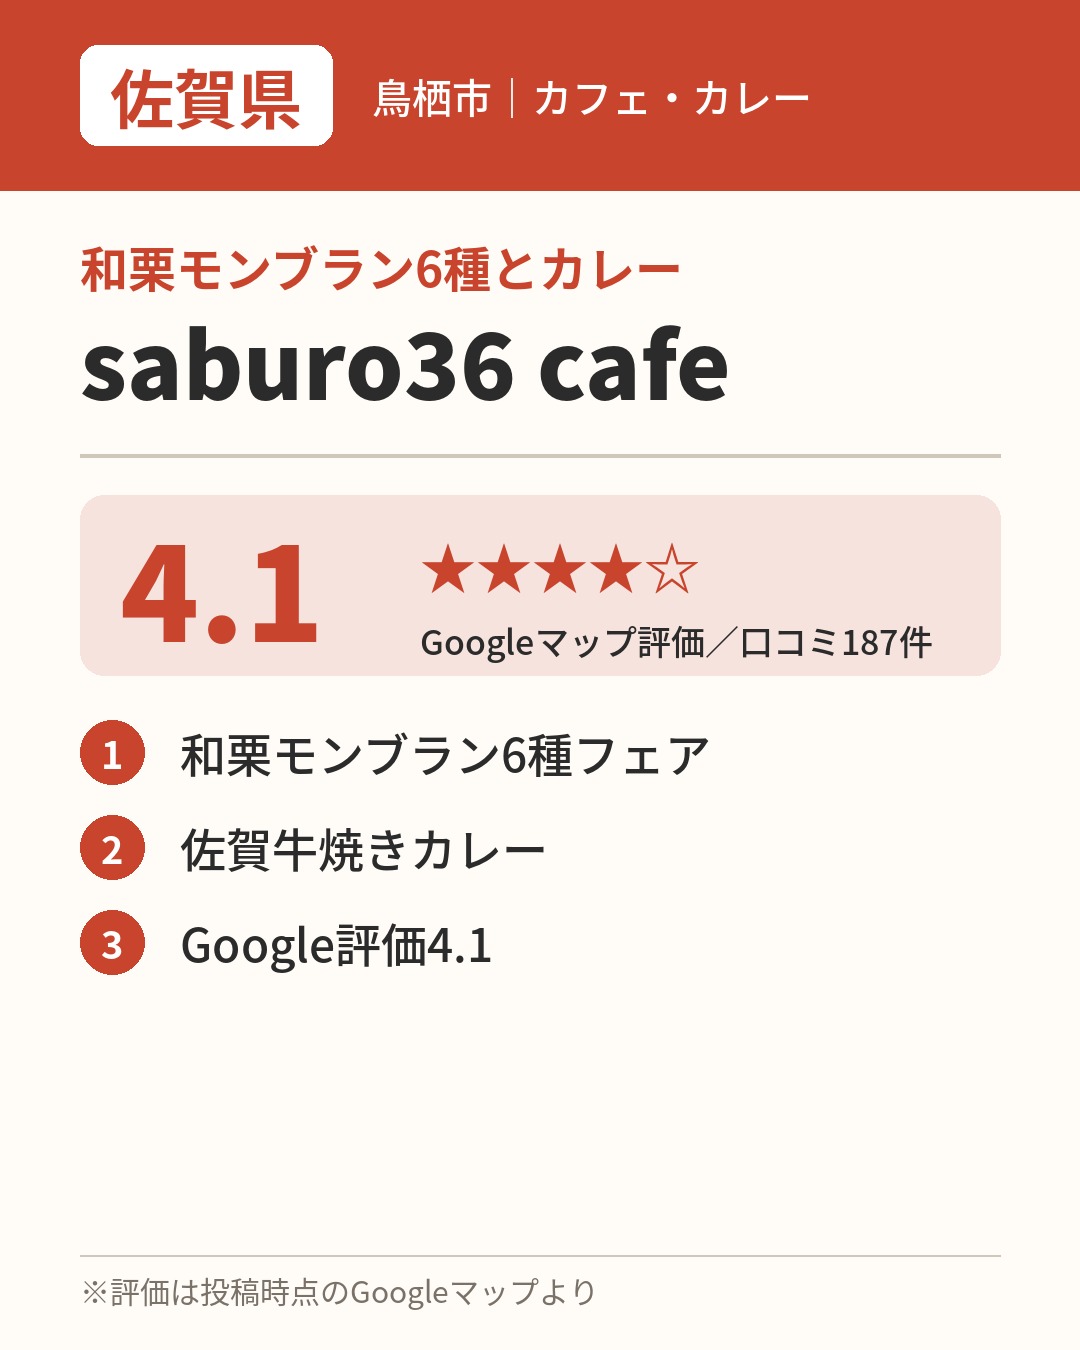 佐賀県
鳥栖市｜カフェ・カレー
和栗モンブラン6種とカレー
saburo36 cafe
4.1
★★★★☆
Googleマップ評価／口コミ187件
1 和栗モンブラン6種フェア
2 佐賀牛焼きカレー
3 Google評価4.1
※評価は投稿時点のGoogleマップより